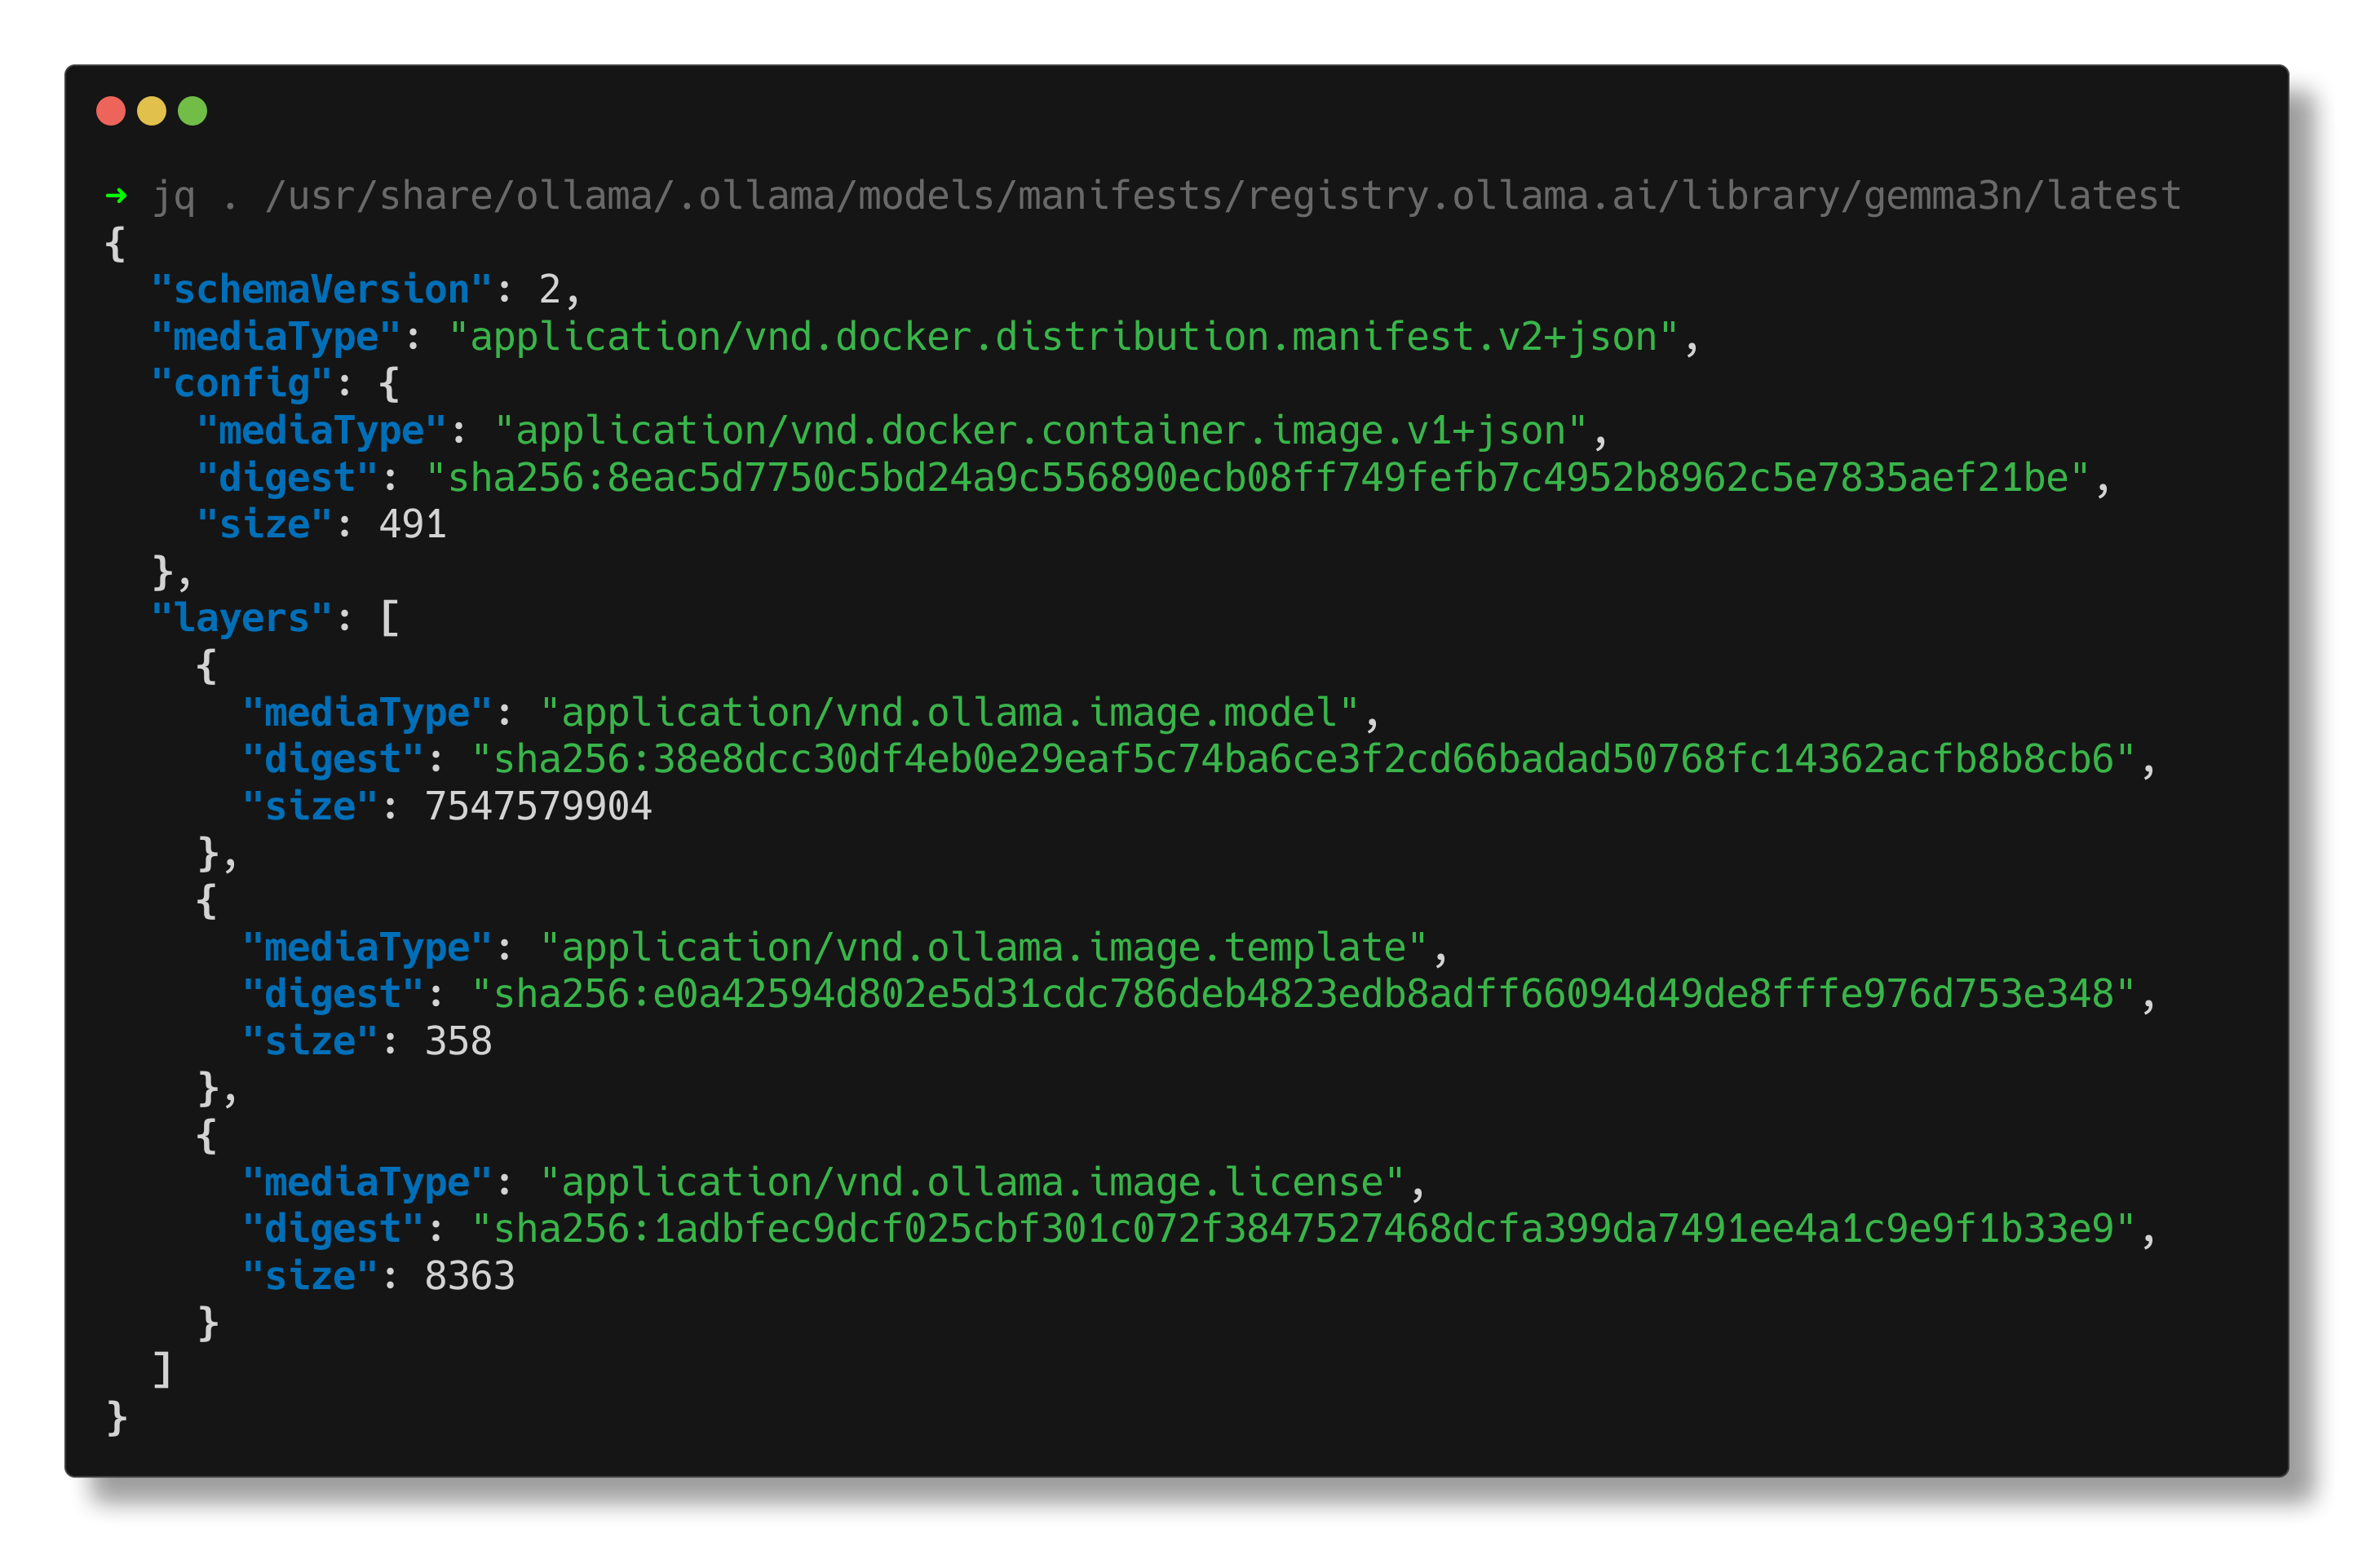 ➜ jq . /usr/share/ollama/.ollama/models/manifests/registry.ollama.ai/library/gemma3n/latest
{
  "schemaVersion": 2,
  "mediaType": "application/vnd.docker.distribution.manifest.v2+json",
  "config": {
    "mediaType": "application/vnd.docker.container.image.v1+json",
    "digest": "sha256:8eac5d7750c5bd24a9c556890ecb08ff749fefb7c4952b8962c5e7835aef21be",
    "size": 491
  },
  "layers": [
    {
      "mediaType": "application/vnd.ollama.image.model",
      "digest": "sha256:38e8dcc30df4eb0e29eaf5c74ba6ce3f2cd66badad50768fc14362acfb8b8cb6",
      "size": 7547579904
    },
    {
      "mediaType": "application/vnd.ollama.image.template",
      "digest": "sha256:e0a42594d802e5d31cdc786deb4823edb8adff66094d49de8fffe976d753e348",
      "size": 358
    },
    {
      "mediaType": "application/vnd.ollama.image.license",
      "digest": "sha256:1adbfec9dcf025cbf301c072f3847527468dcfa399da7491ee4a1c9e9f1b33e9",
      "size": 8363
    }
  ]
}